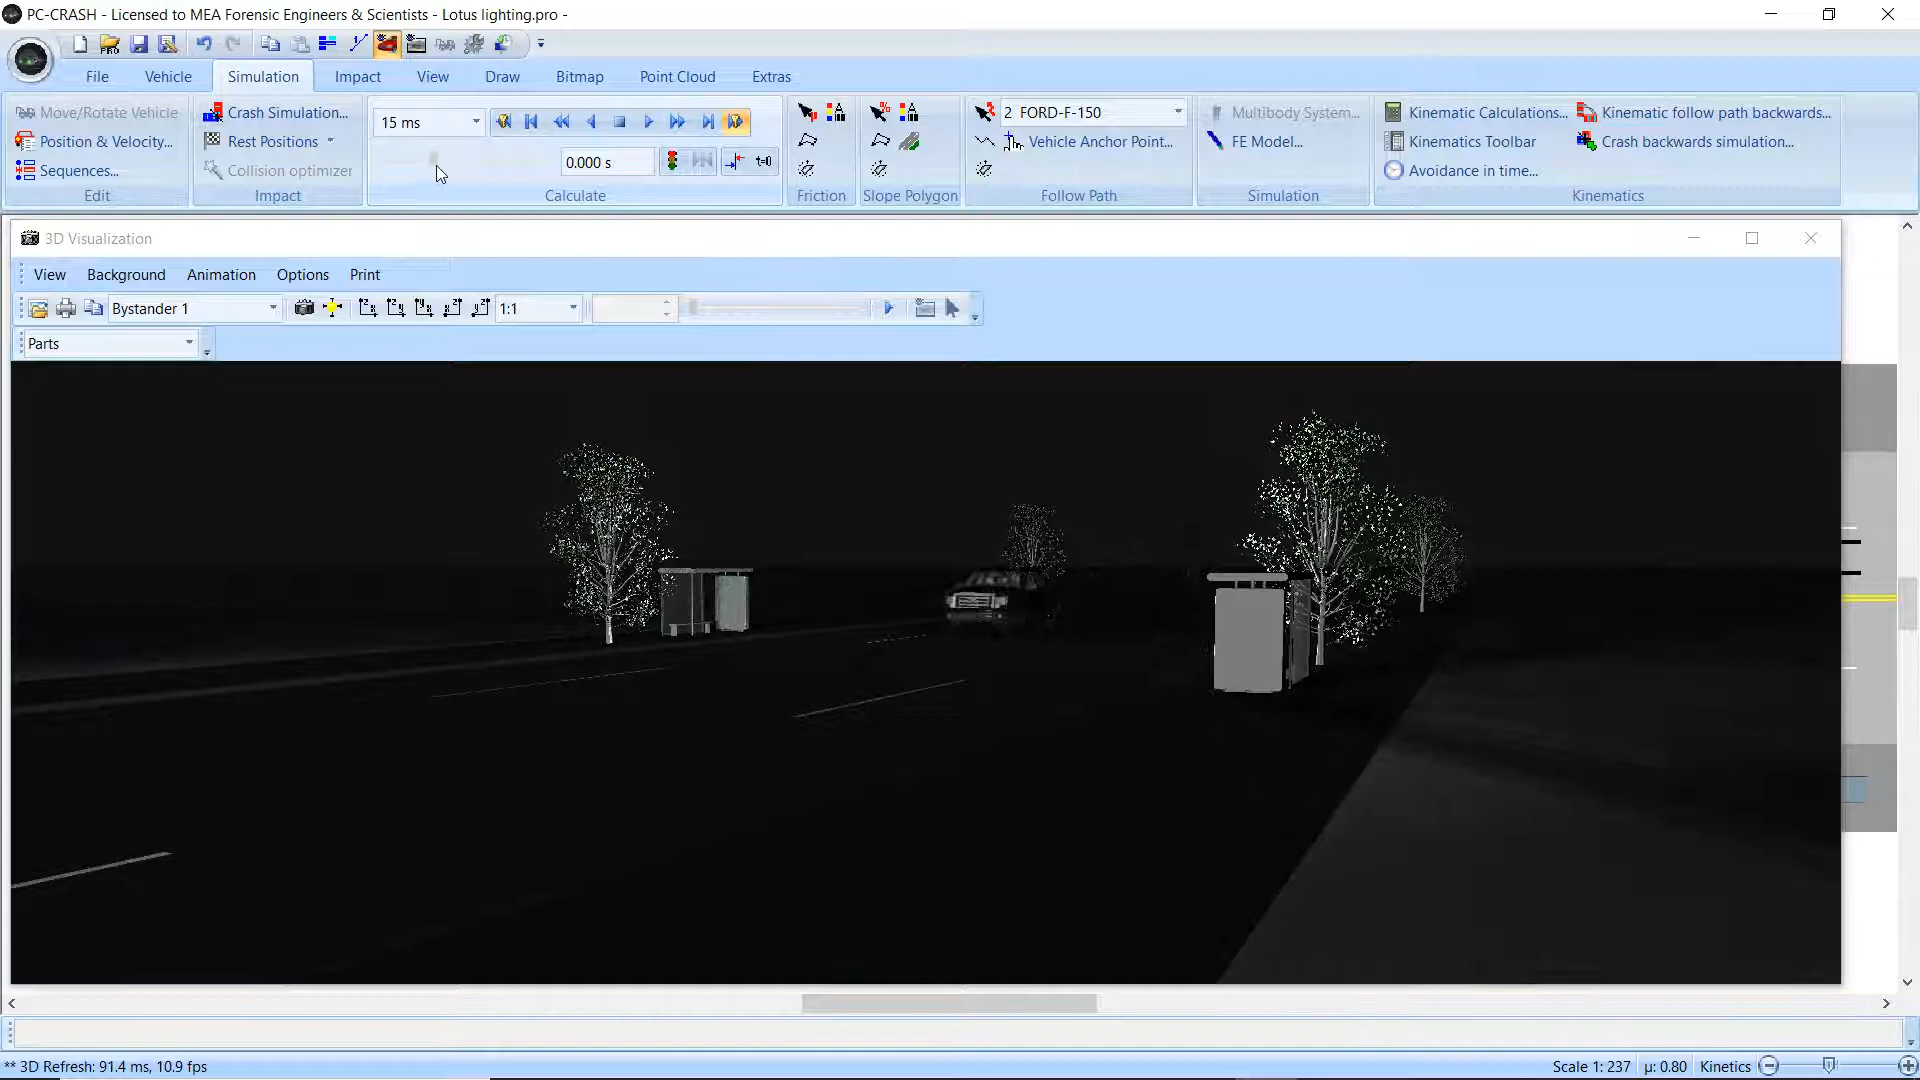 PC-CRASH - Licensed to MEA Forensic Engineers & Scientists - Lotus lighting.pro -
File Vehicle Simulation Impact View Draw Bitmap Point Cloud Extras
Move/Rotate Vehicle
Position & Velocity...
Sequences...
Edit
Crash Simulation...
Rest Positions
Collision optimizer
Impact
15 ms
0.000 s
t=0
Calculate
Friction
Slope Polygon
2 FORD-F-150
Vehicle Anchor Point...
Follow Path
Multibody System...
FE Model...
Simulation
Kinematic Calculations...
Kinematics Toolbar
Avoidance in time...
Kinematic follow path backwards...
Crash backwards simulation...
Kinematics
3D Visualization
View Background Animation Options Print
Bystander 1
1:1
Parts
** 3D Refresh: 91.4 ms, 10.9 fps
Scale 1: 237 µ: 0.80 Kinetics